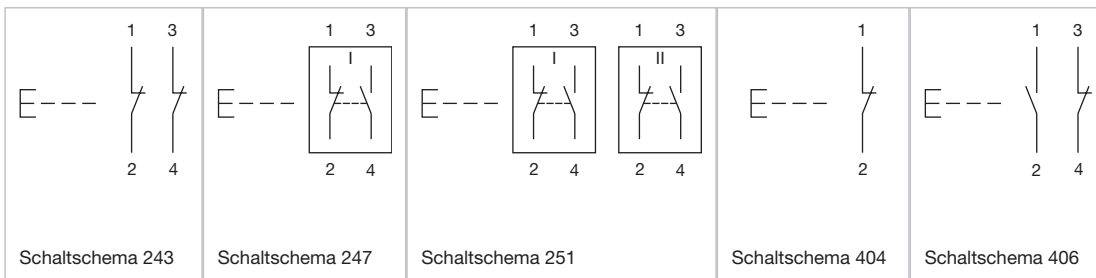 1 3
2 4
Schaltschema 243
1 3
I
2 4
Schaltschema 247
1 3
I
2 4
1 3
II
2 4
Schaltschema 251
1
2
Schaltschema 404
1 3
2 4
Schaltschema 406